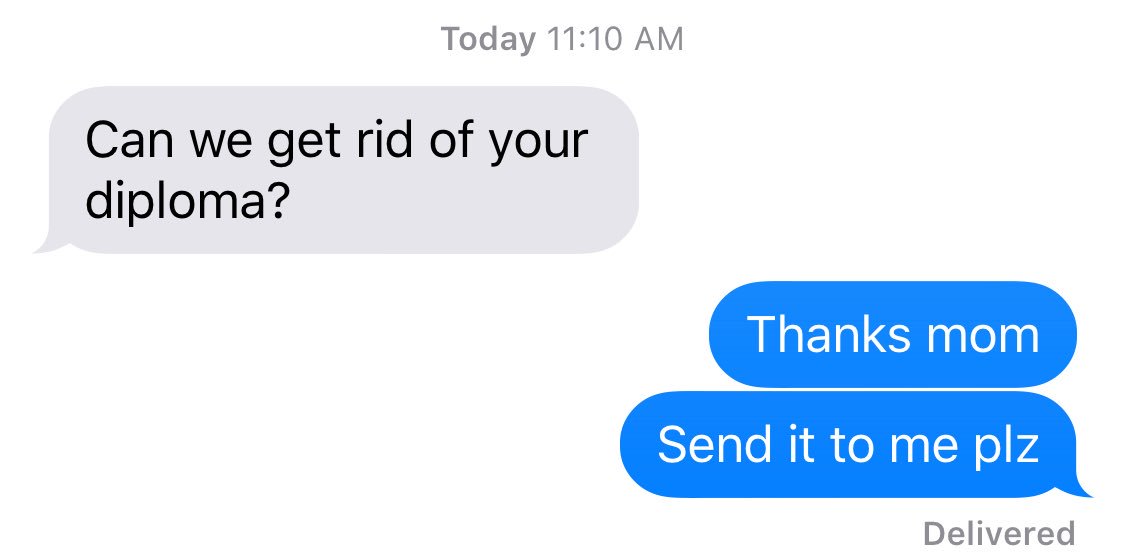 Today 11:10 AM
Can we get rid of your
diploma?
Thanks mom
Send it to me plz
Delivered